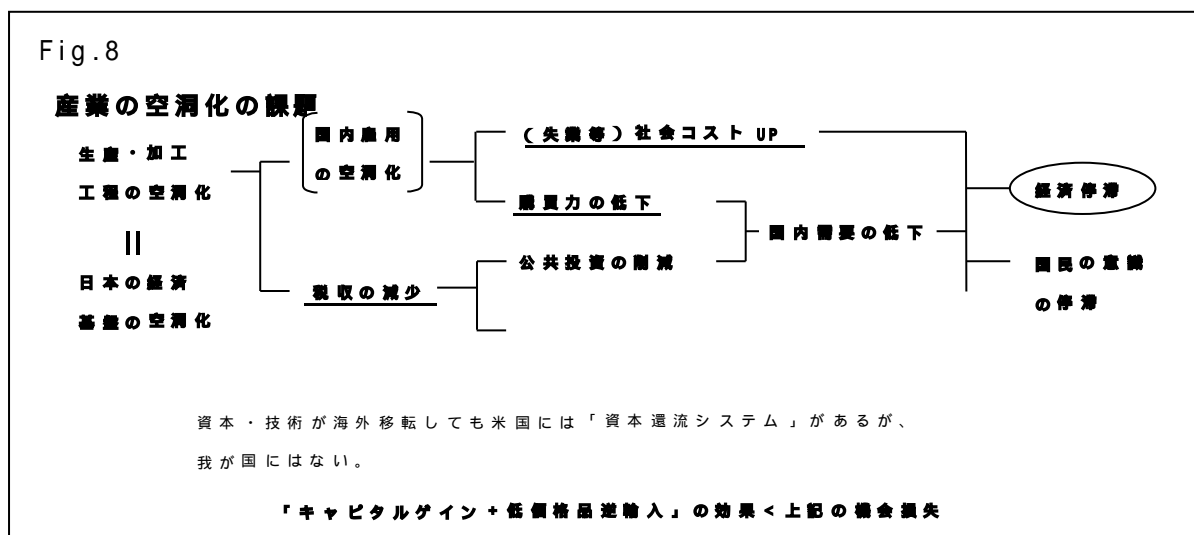 Fig.8
産業の空洞化の課題
生産・加工
工程の空洞化
||
日本の経済
基盤の空洞化
国内雇用
の空洞化
税収の減少
(失業等)社会コスト UP
購買力の低下
公共投資の削減
国内需要の低下
経済停滞
国民の意識
の停滞
資本・技術が海外移転しても米国には「資本還流システム」があるが、
我が国にはない。
「キャピタルゲイン+低価格品逆輸入」の効果<上記の機会損失